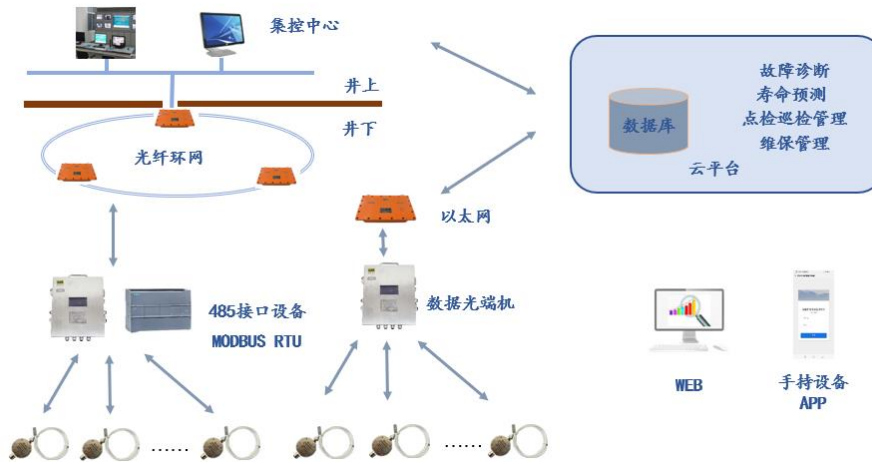 集控中心
井上
井下
光纤环网
以太网
485接口设备
MODBUS RTU
数据光端机
......
......
故障诊断
寿命预测
点检巡检管理
维保管理
数据库
云平台
WEB
手持设备
APP